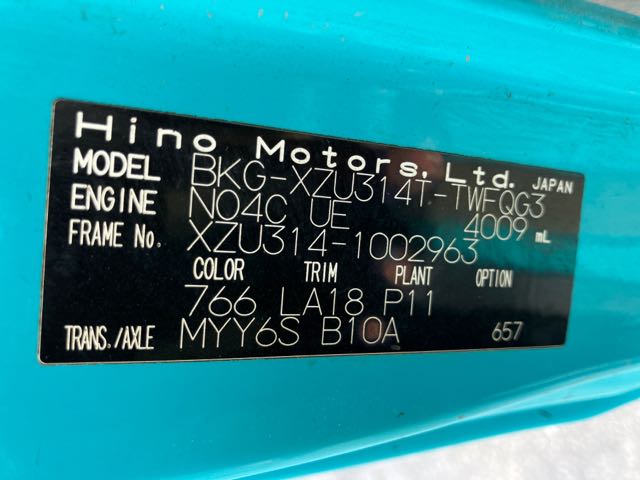 Hino Motors, Ltd. JAPAN
MODEL BKG-XZU314T-TWFQG3
ENGINE N04C UE 4009 mL
FRAME No. XZU314-1002963
COLOR TRIM PLANT OPTION
766 LA18 P11
TRANS./AXLE MYY6S B10A 657